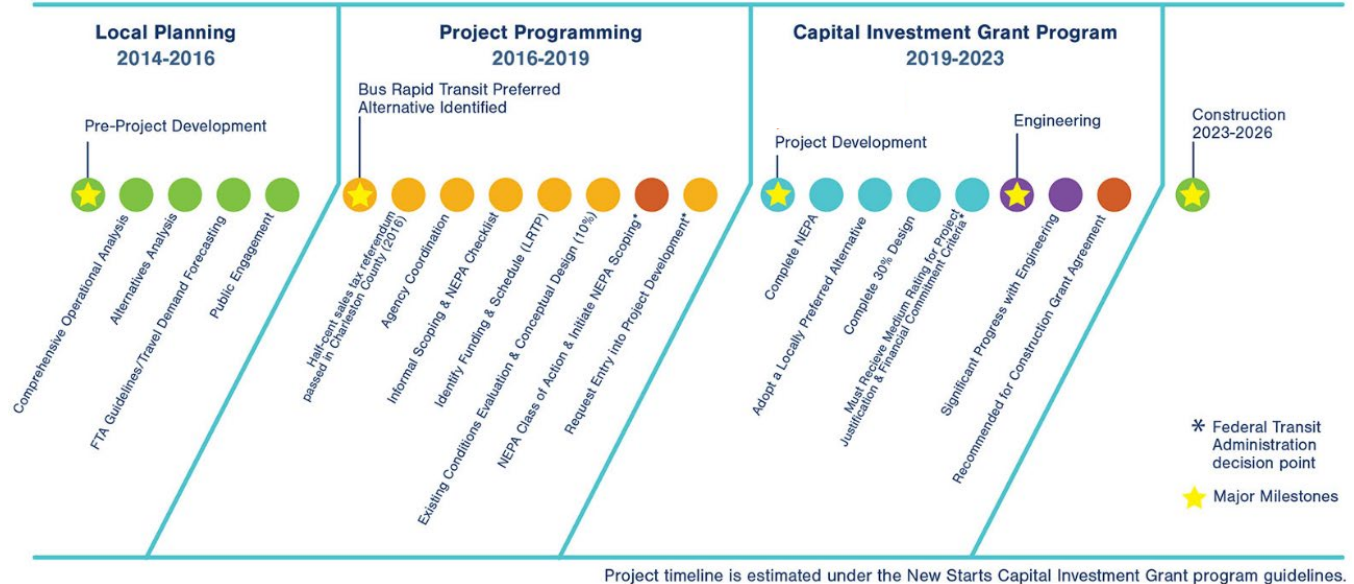 Local Planning
2014-2016
Pre-Project Development
Comprehensive Operational Analysis
Alternatives Analysis
FTA Guidelines/Travel Demand Forecasting
Public Engagement
Project Programming
2016-2019
Bus Rapid Transit Preferred
Alternative Identified
Half-cent sales tax referendum
passed in Charleston County (2016)
Agency Coordination
Informal Scoping & NEPA Checklist
Identify Funding & Schedule (LRTP)
Existing Conditions Evaluation & Conceptual Design (10%)
NEPA Class of Action & Initiate NEPA Scoping*
Request Entry into Project Development*
Capital Investment Grant Program
2019-2023
Project Development
Complete NEPA
Adopt a Locally Preferred Alternative
Complete 30% Design
Must Recieve Medium Rating for Project
Justification & Financial Commitment Criteria*
Engineering
Significant Progress with Engineering
Recommended for Construction Grant Agreement
Construction
2023-2026
* Federal Transit
Administration
decision point
Major Milestones
Project timeline is estimated under the New Starts Capital Investment Grant program guidelines.